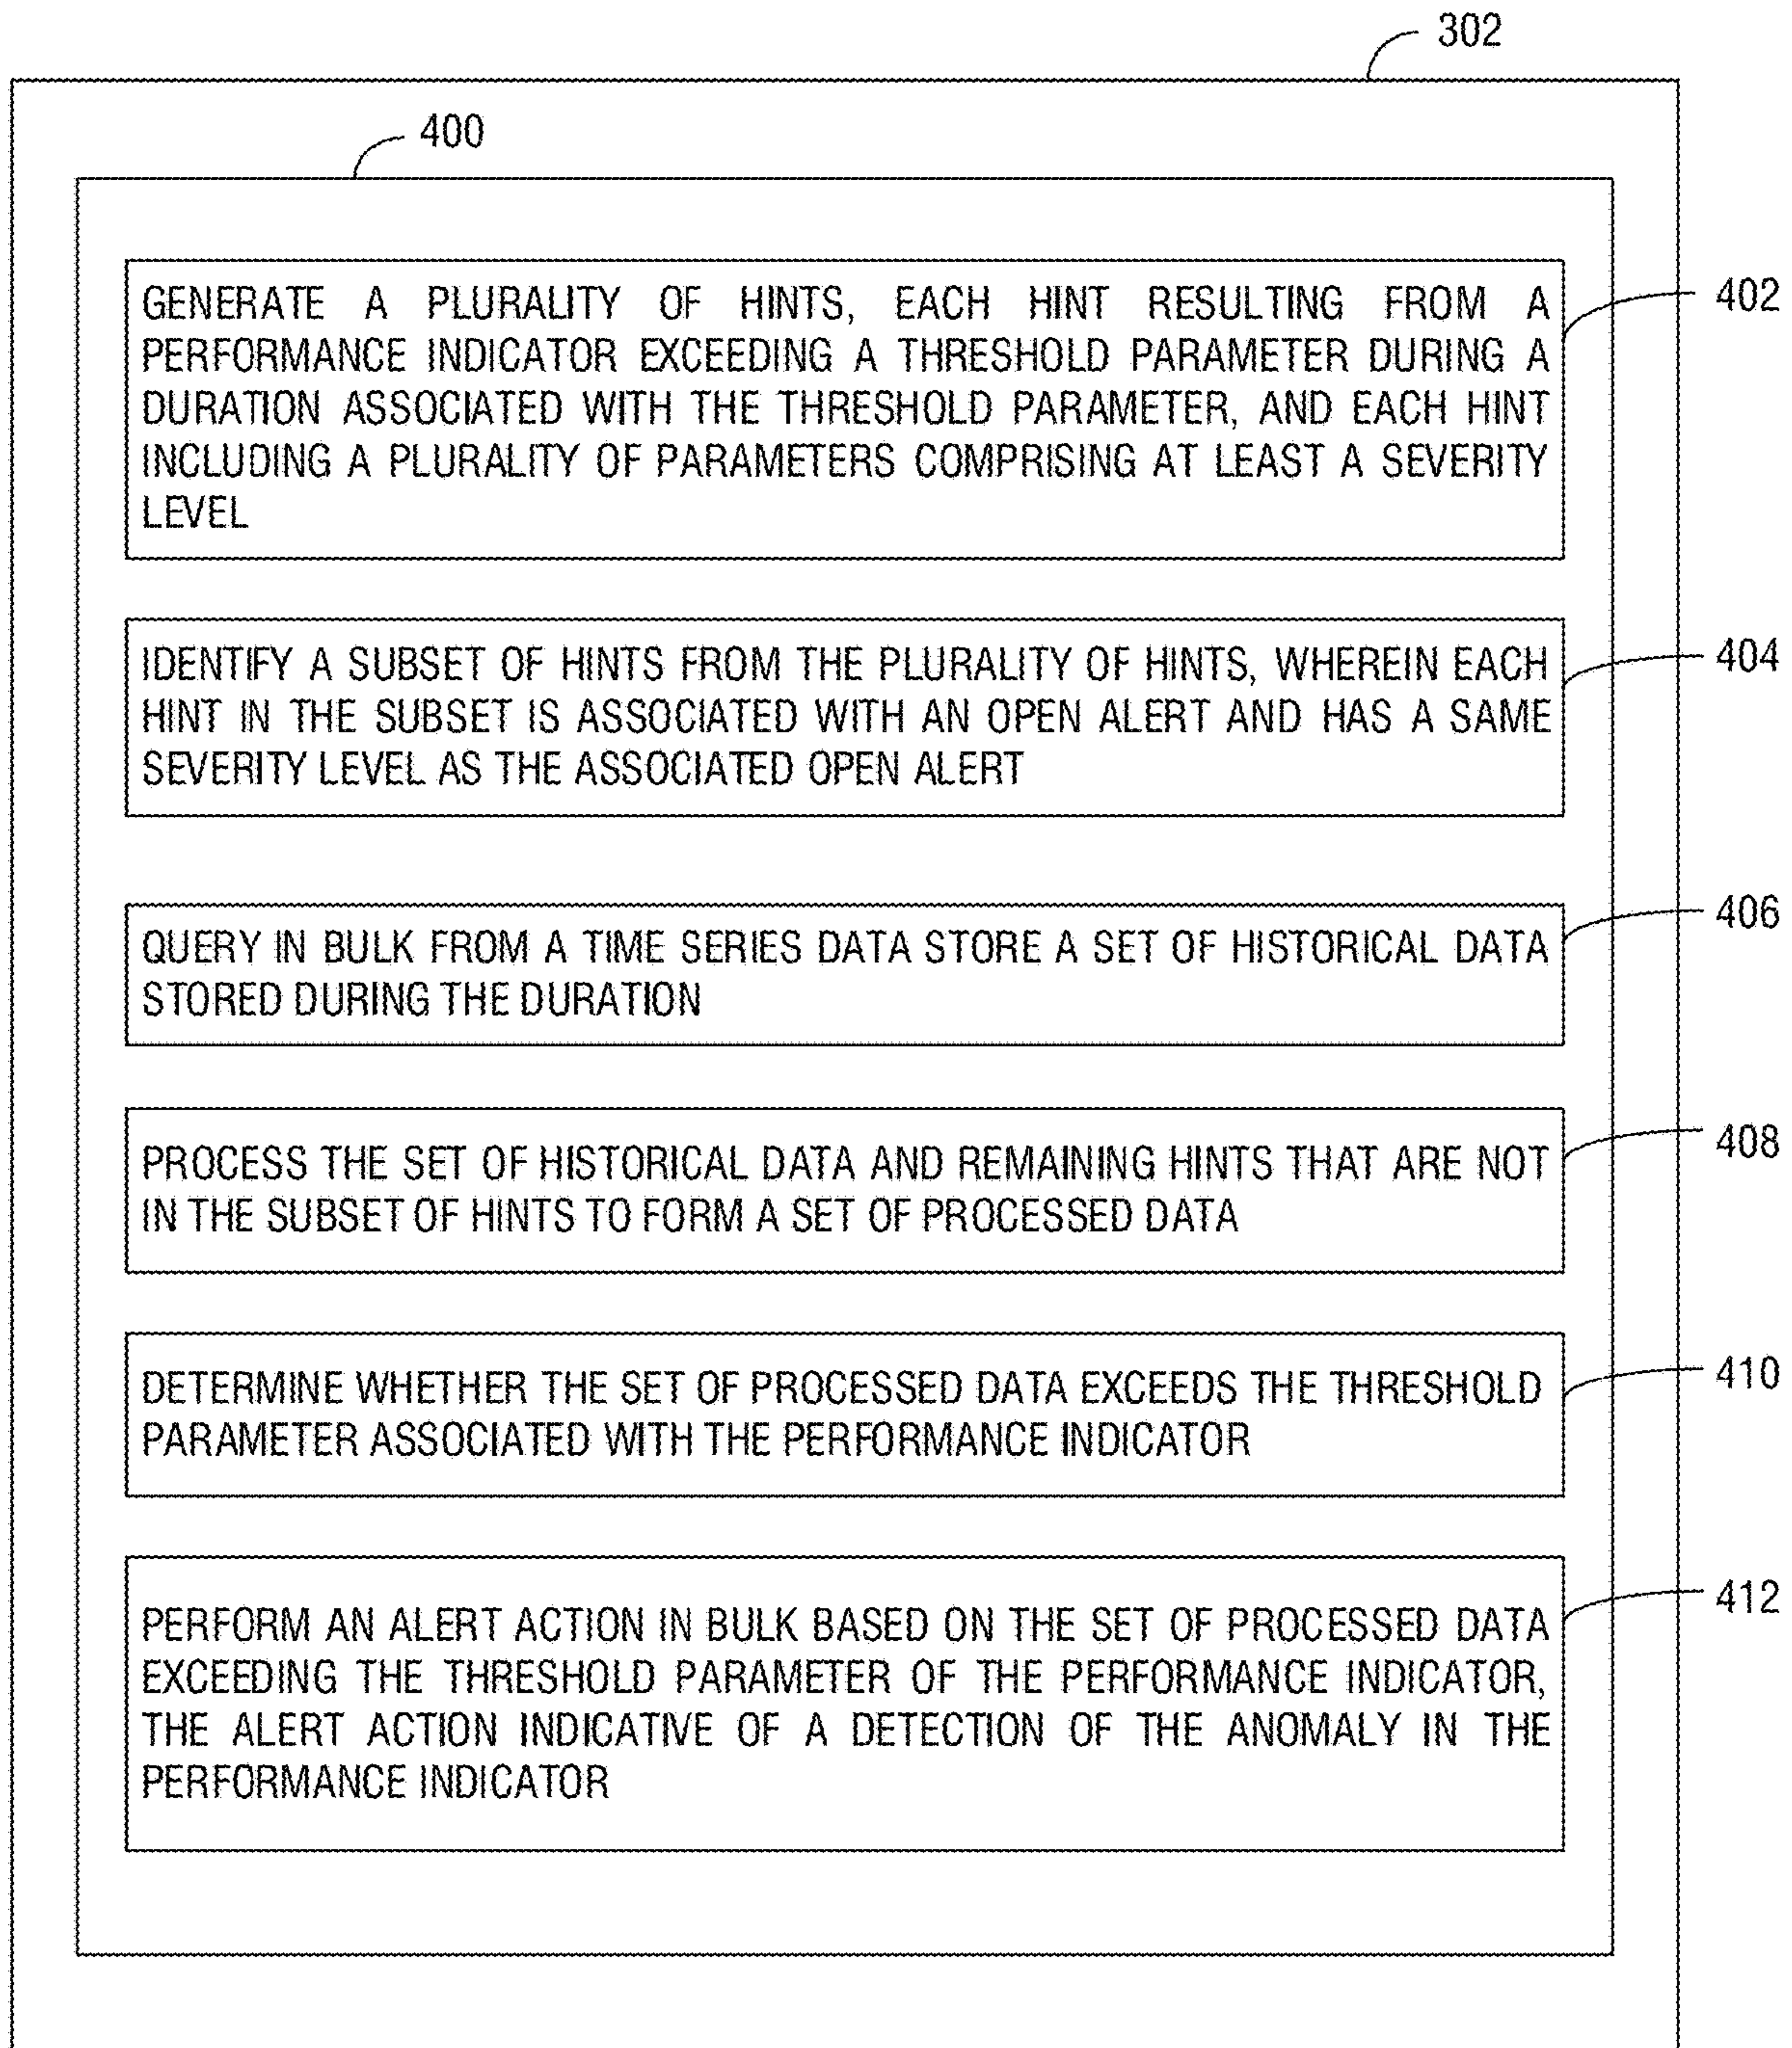 302
400
GENERATE A PLURALITY OF HINTS, EACH HINT RESULTING FROM A
PERFORMANCE INDICATOR EXCEEDING A THRESHOLD PARAMETER DURING A
DURATION ASSOCIATED WITH THE THRESHOLD PARAMETER, AND EACH HINT
INCLUDING A PLURALITY OF PARAMETERS COMPRISING AT LEAST A SEVERITY
LEVEL
402
IDENTIFY A SUBSET OF HINTS FROM THE PLURALITY OF HINTS, WHEREIN EACH
HINT IN THE SUBSET IS ASSOCIATED WITH AN OPEN ALERT AND HAS A SAME
SEVERITY LEVEL AS THE ASSOCIATED OPEN ALERT
404
QUERY IN BULK FROM A TIME SERIES DATA STORE A SET OF HISTORICAL DATA
STORED DURING THE DURATION
406
PROCESS THE SET OF HISTORICAL DATA AND REMAINING HINTS THAT ARE NOT
IN THE SUBSET OF HINTS TO FORM A SET OF PROCESSED DATA
408
DETERMINE WHETHER THE SET OF PROCESSED DATA EXCEEDS THE THRESHOLD
PARAMETER ASSOCIATED WITH THE PERFORMANCE INDICATOR
410
PERFORM AN ALERT ACTION IN BULK BASED ON THE SET OF PROCESSED DATA
EXCEEDING THE THRESHOLD PARAMETER OF THE PERFORMANCE INDICATOR,
THE ALERT ACTION INDICATIVE OF A DETECTION OF THE ANOMALY IN THE
PERFORMANCE INDICATOR
412